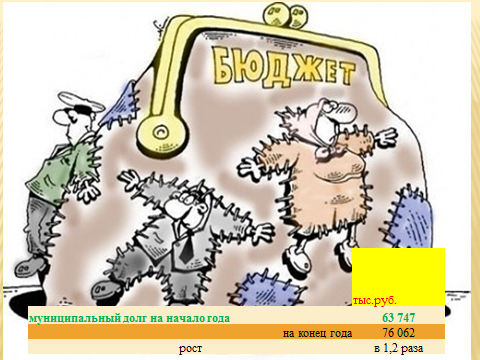 БЮДЖЕТ
тыс.руб.
муниципальный долг на начало года 63 747
на конец года 76 062
рост в 1,2 раза